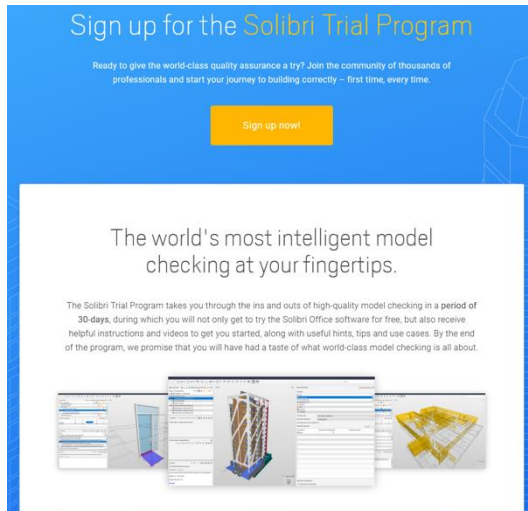 Sign up for the Solibri Trial Program
Ready to give the world-class quality assurance a try? Join the community of thousands of
professionals and start your journey to building correctly – first time, every time.
Sign up now!
The world's most intelligent model
checking at your fingertips.
The Solibri Trial Program takes you through the ins and outs of high-quality model checking in a period of
30-days, during which you will not only get to try the Solibri Office software for free, but also receive
helpful instructions and videos to get you started, along with useful hints, tips and use cases. By the end
of the program, we promise that you will have had a taste of what world-class model checking is all about.